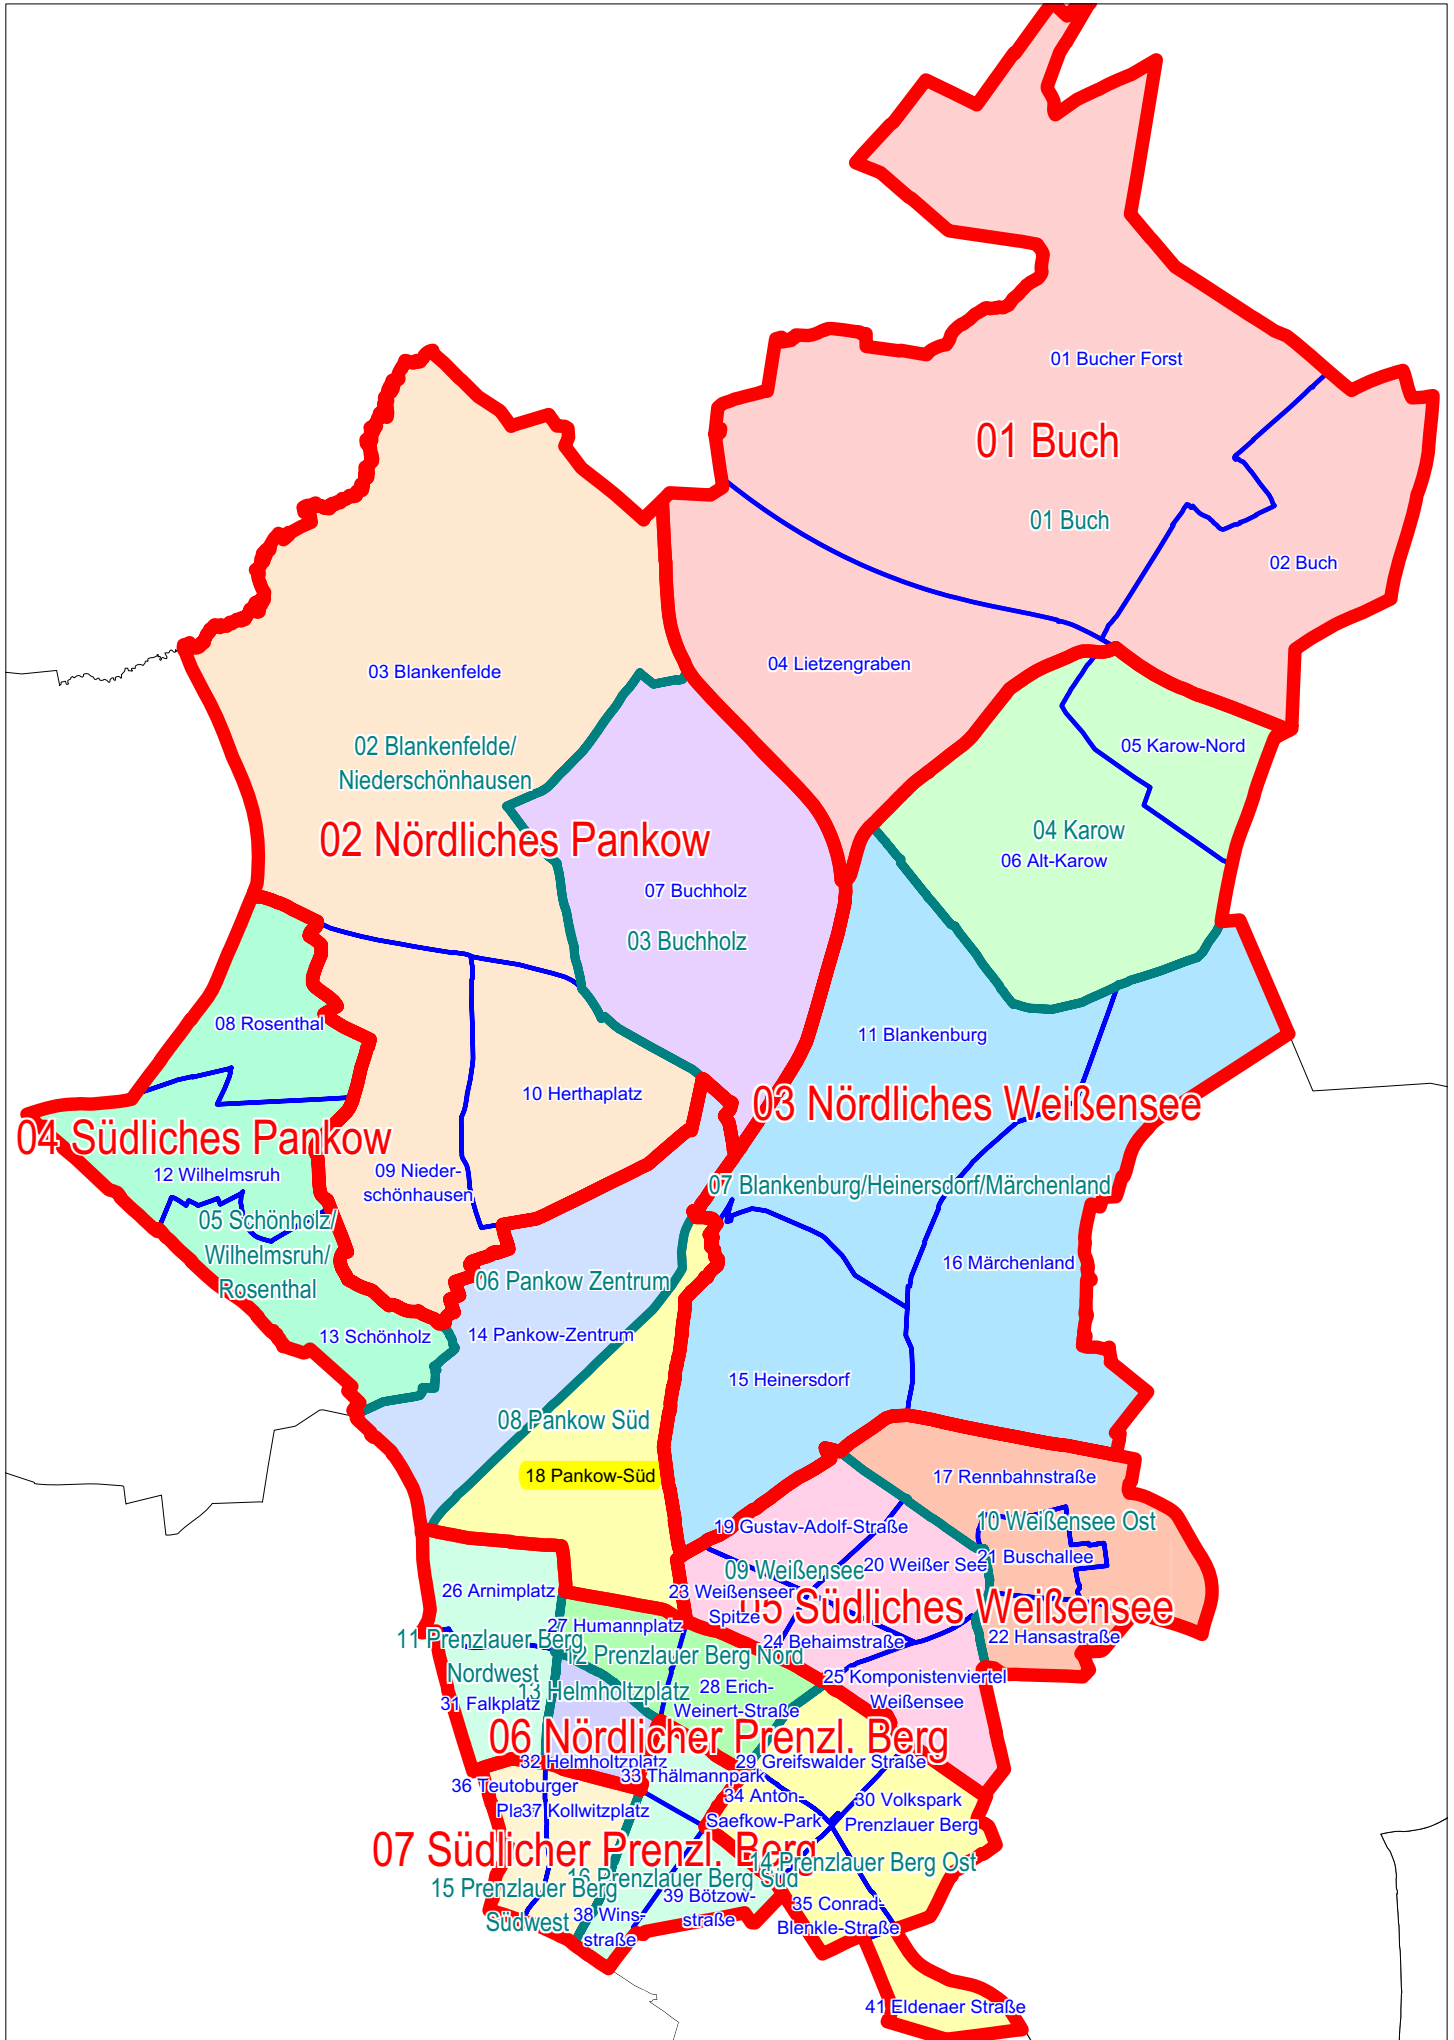 01 Bucher Forst
01 Buch
01 Buch
02 Buch
04 Lietzengraben
03 Blankenfelde
02 Blankenfelde/
Niederschönhausen
02 Nördliches Pankow
05 Karow-Nord
04 Karow
06 Alt-Karow
07 Buchholz
03 Buchholz
08 Rosenthal
11 Blankenburg
10 Herthaplatz
03 Nördliches Weißensee
04 Südliches Pankow
12 Wilhelmsruh
09 Nieder-
schönhausen
07 Blankenburg/Heinersdorf/Märchenland
05 Schönholz/
Wilhelmsruh/
Rosenthal
16 Märchenland
06 Pankow Zentrum
13 Schönholz
14 Pankow-Zentrum
15 Heinersdorf
08 Pankow Süd
18 Pankow-Süd
17 Rennbahnstraße
19 Gustav-Adolf-Straße
10 Weißensee Ost
20 Weißer See
21 Buschallee
09 Weißensee
23 Weißenseer
Spitze
05 Südliches Weißensee
26 Arnimplatz
27 Humannplatz
24 Behaimstraße
22 Hansastraße
11 Prenzlauer Berg
Nordwest
12 Prenzlauer Berg Nord
25 Komponistenviertel
Weißensee
13 Helmholtzplatz
28 Erich-
Weinert-Straße
31 Falkplatz
06 Nördlicher Prenzl. Berg
32 Helmholtzplatz
29 Greifswalder Straße
33 Thälmannpark
36 Teutoburger
Pla
37 Kollwitzplatz
34 Anton-
Saefkow-Park
30 Volkspark
Prenzlauer Berg
07 Südlicher Prenzl. Berg
14 Prenzlauer Berg Ost
16 Prenzlauer Berg Süd
15 Prenzlauer Berg
Südwest
39 Bötzow-
straße
38 Wins-
straße
35 Conrad-
Blenkle-Straße
41 Eldenaer Straße